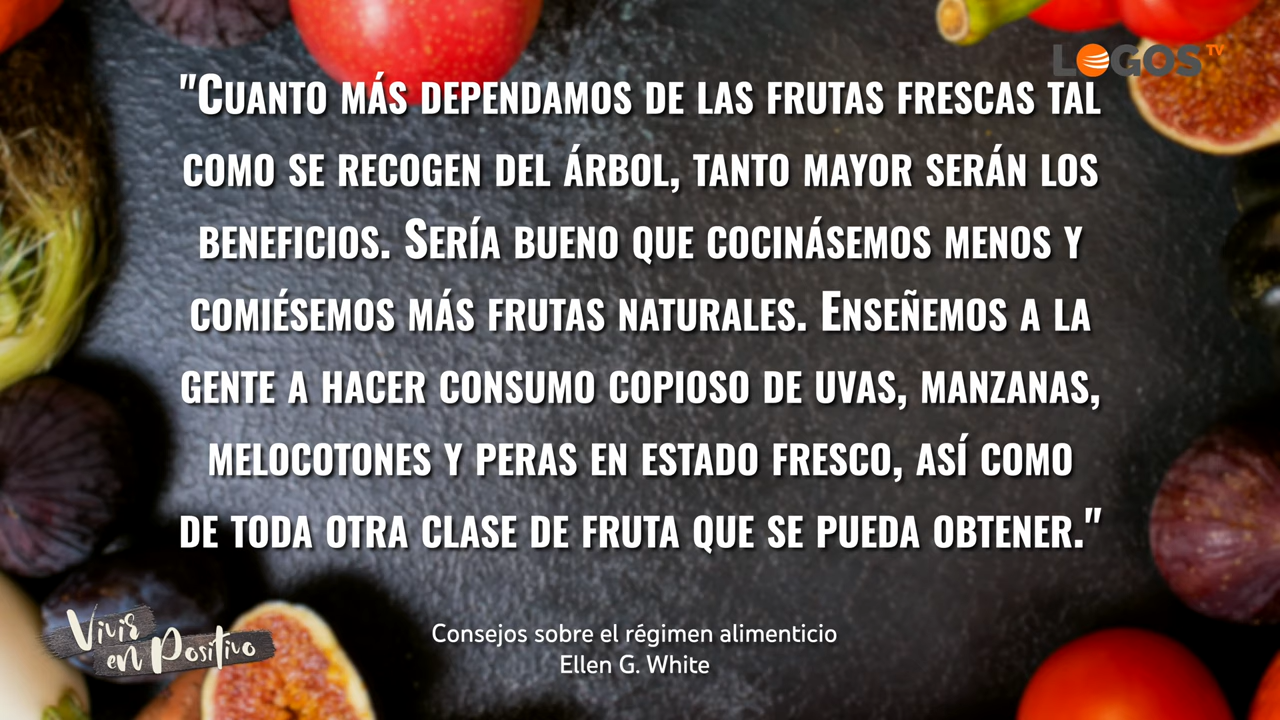 LOGOS TV
"Cuanto más dependamos de las frutas frescas tal
como se recogen del árbol, tanto mayor serán los
beneficios. Sería bueno que cocinásemos menos y
comiésemos más frutas naturales. Enseñemos a la
gente a hacer consumo copioso de uvas, manzanas,
melocotones y peras en estado fresco, así como
de toda otra clase de fruta que se pueda obtener."
Vivir
en Positivo
Consejos sobre el régimen alimenticio
Ellen G. White